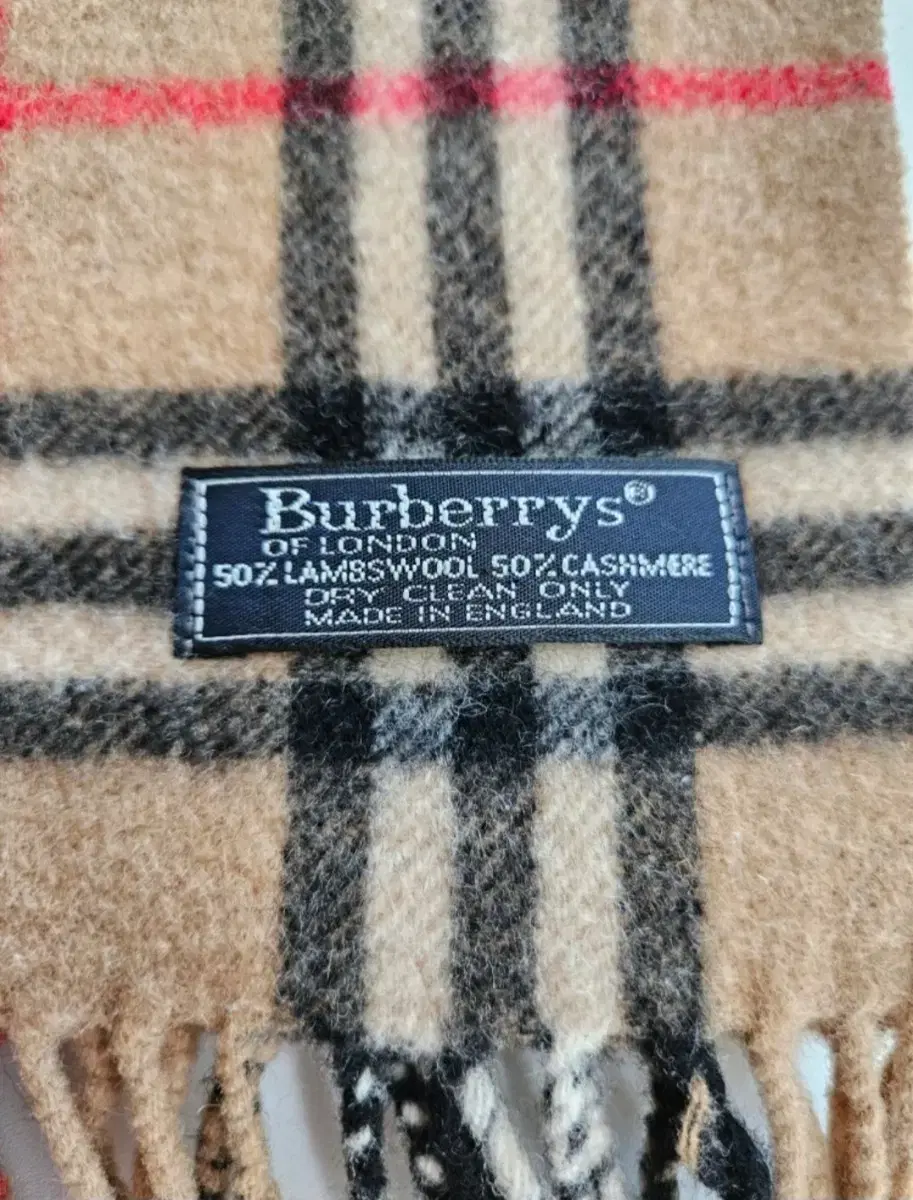 Burberrys®
OF LONDON
50% LAMBSWOOL 50% CASHMERE
DRY CLEAN ONLY
MADE IN ENGLAND